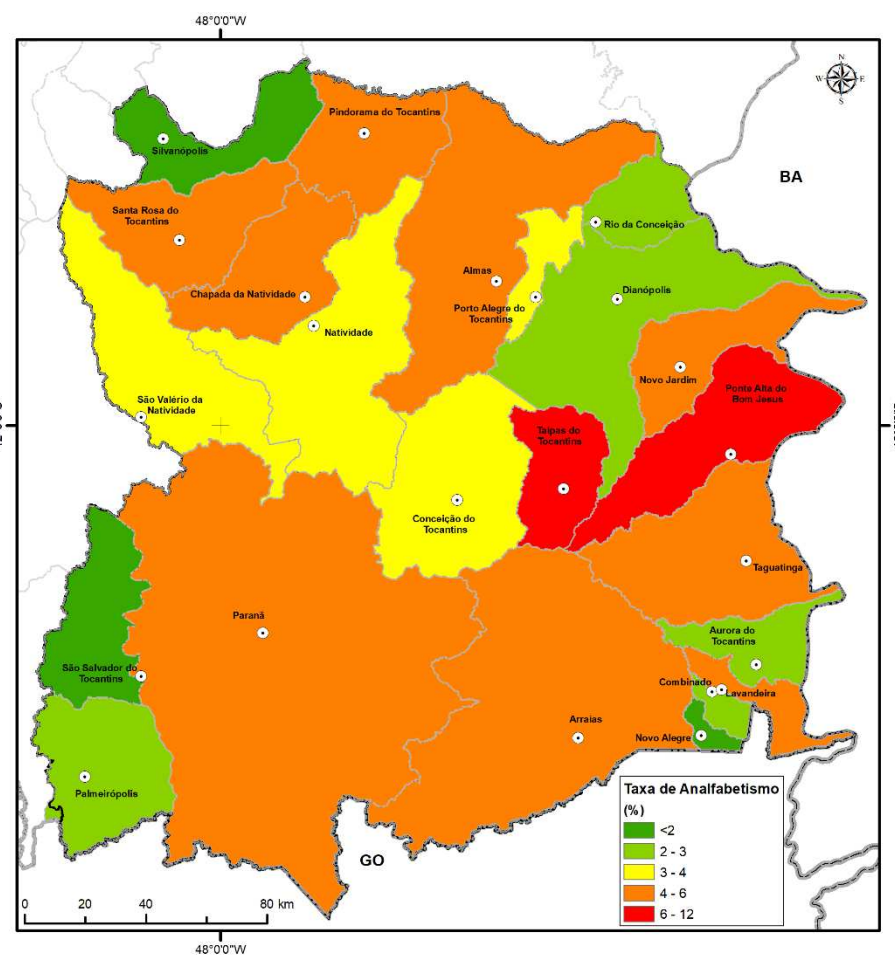 48°0'0"W
N
W E
S
Pindorama do Tocantins
Silvanópolis
BA
Santa Rosa do
Tocantins
Rio da Conceição
Almas
Chapada da Natividade
Dianópolis
Porto Alegre do
Tocantins
Natividade
Novo Jardim
Ponte Alta do
Bom Jesus
São Valério da
Natividade
Taipas do
Tocantins
Conceição do
Tocantins
Taguatinga
Paranã
Aurora do
Tocantins
São Salvador do
Tocantins
Combinado
Lavandeira
Arraias
Novo Alegre
Palmeirópolis
GO
Taxa de Analfabetismo
(%)
<2
2 - 3
3 - 4
4 - 6
6 - 12
0 20 40 80 km
48°0'0"W